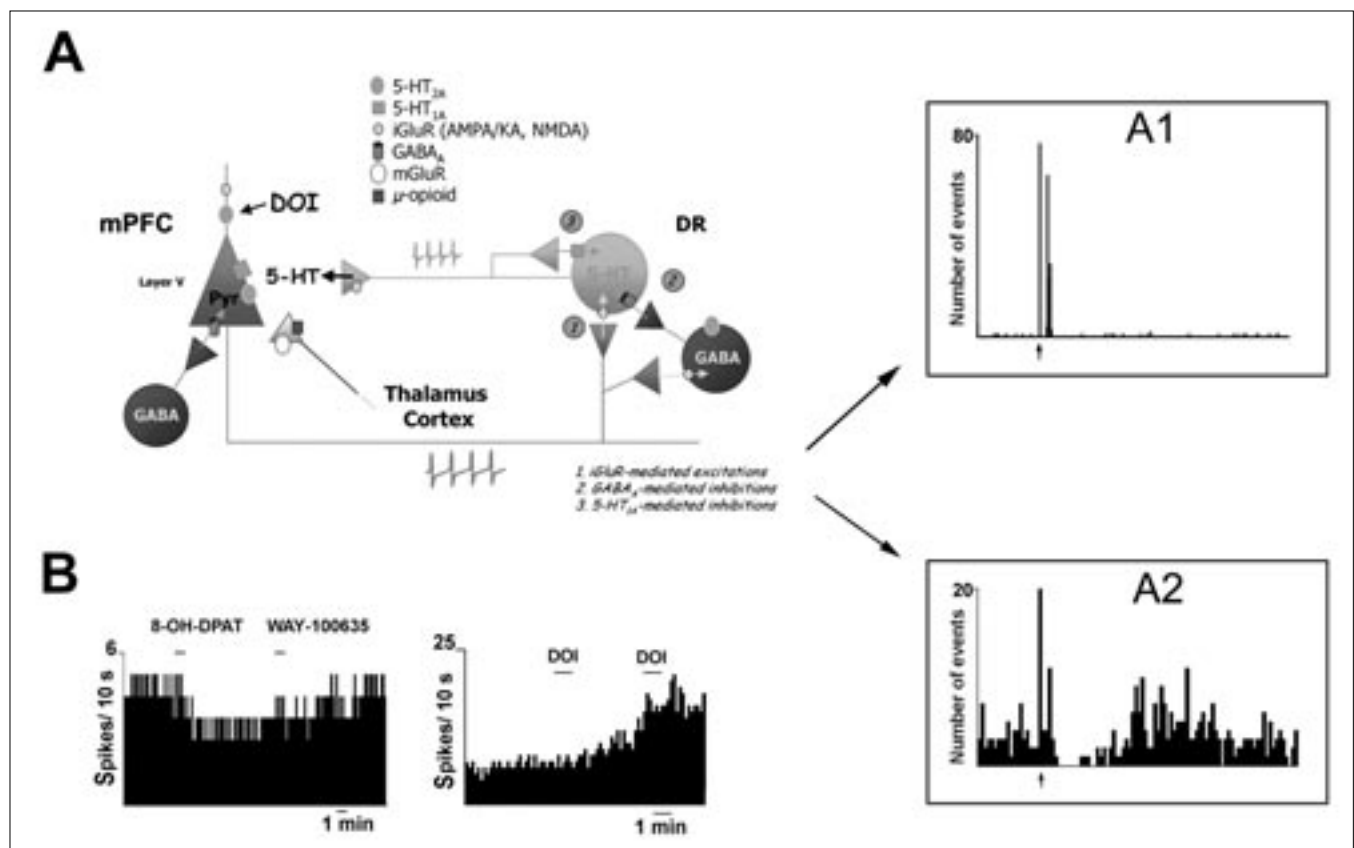 A
5-HT2A
5-HT1A
iGluR (AMPA/KA, NMDA)
GABAA
mGluR
μ-opioid
mPFC
DOI
DR
Layer V
Pyr
5-HT
5-HT
3
2
1
GABA
GABA
Thalamus
Cortex
1. iGluR-mediated excitations
2. GABAA-mediated inhibitions
3. 5-HT1A-mediated inhibitions
A1
80
Number of events
A2
20
Number of events
B
8-OH-DPAT WAY-100635
6
Spikes/ 10 s
1 min
25
DOI DOI
Spikes/ 10 s
1 min